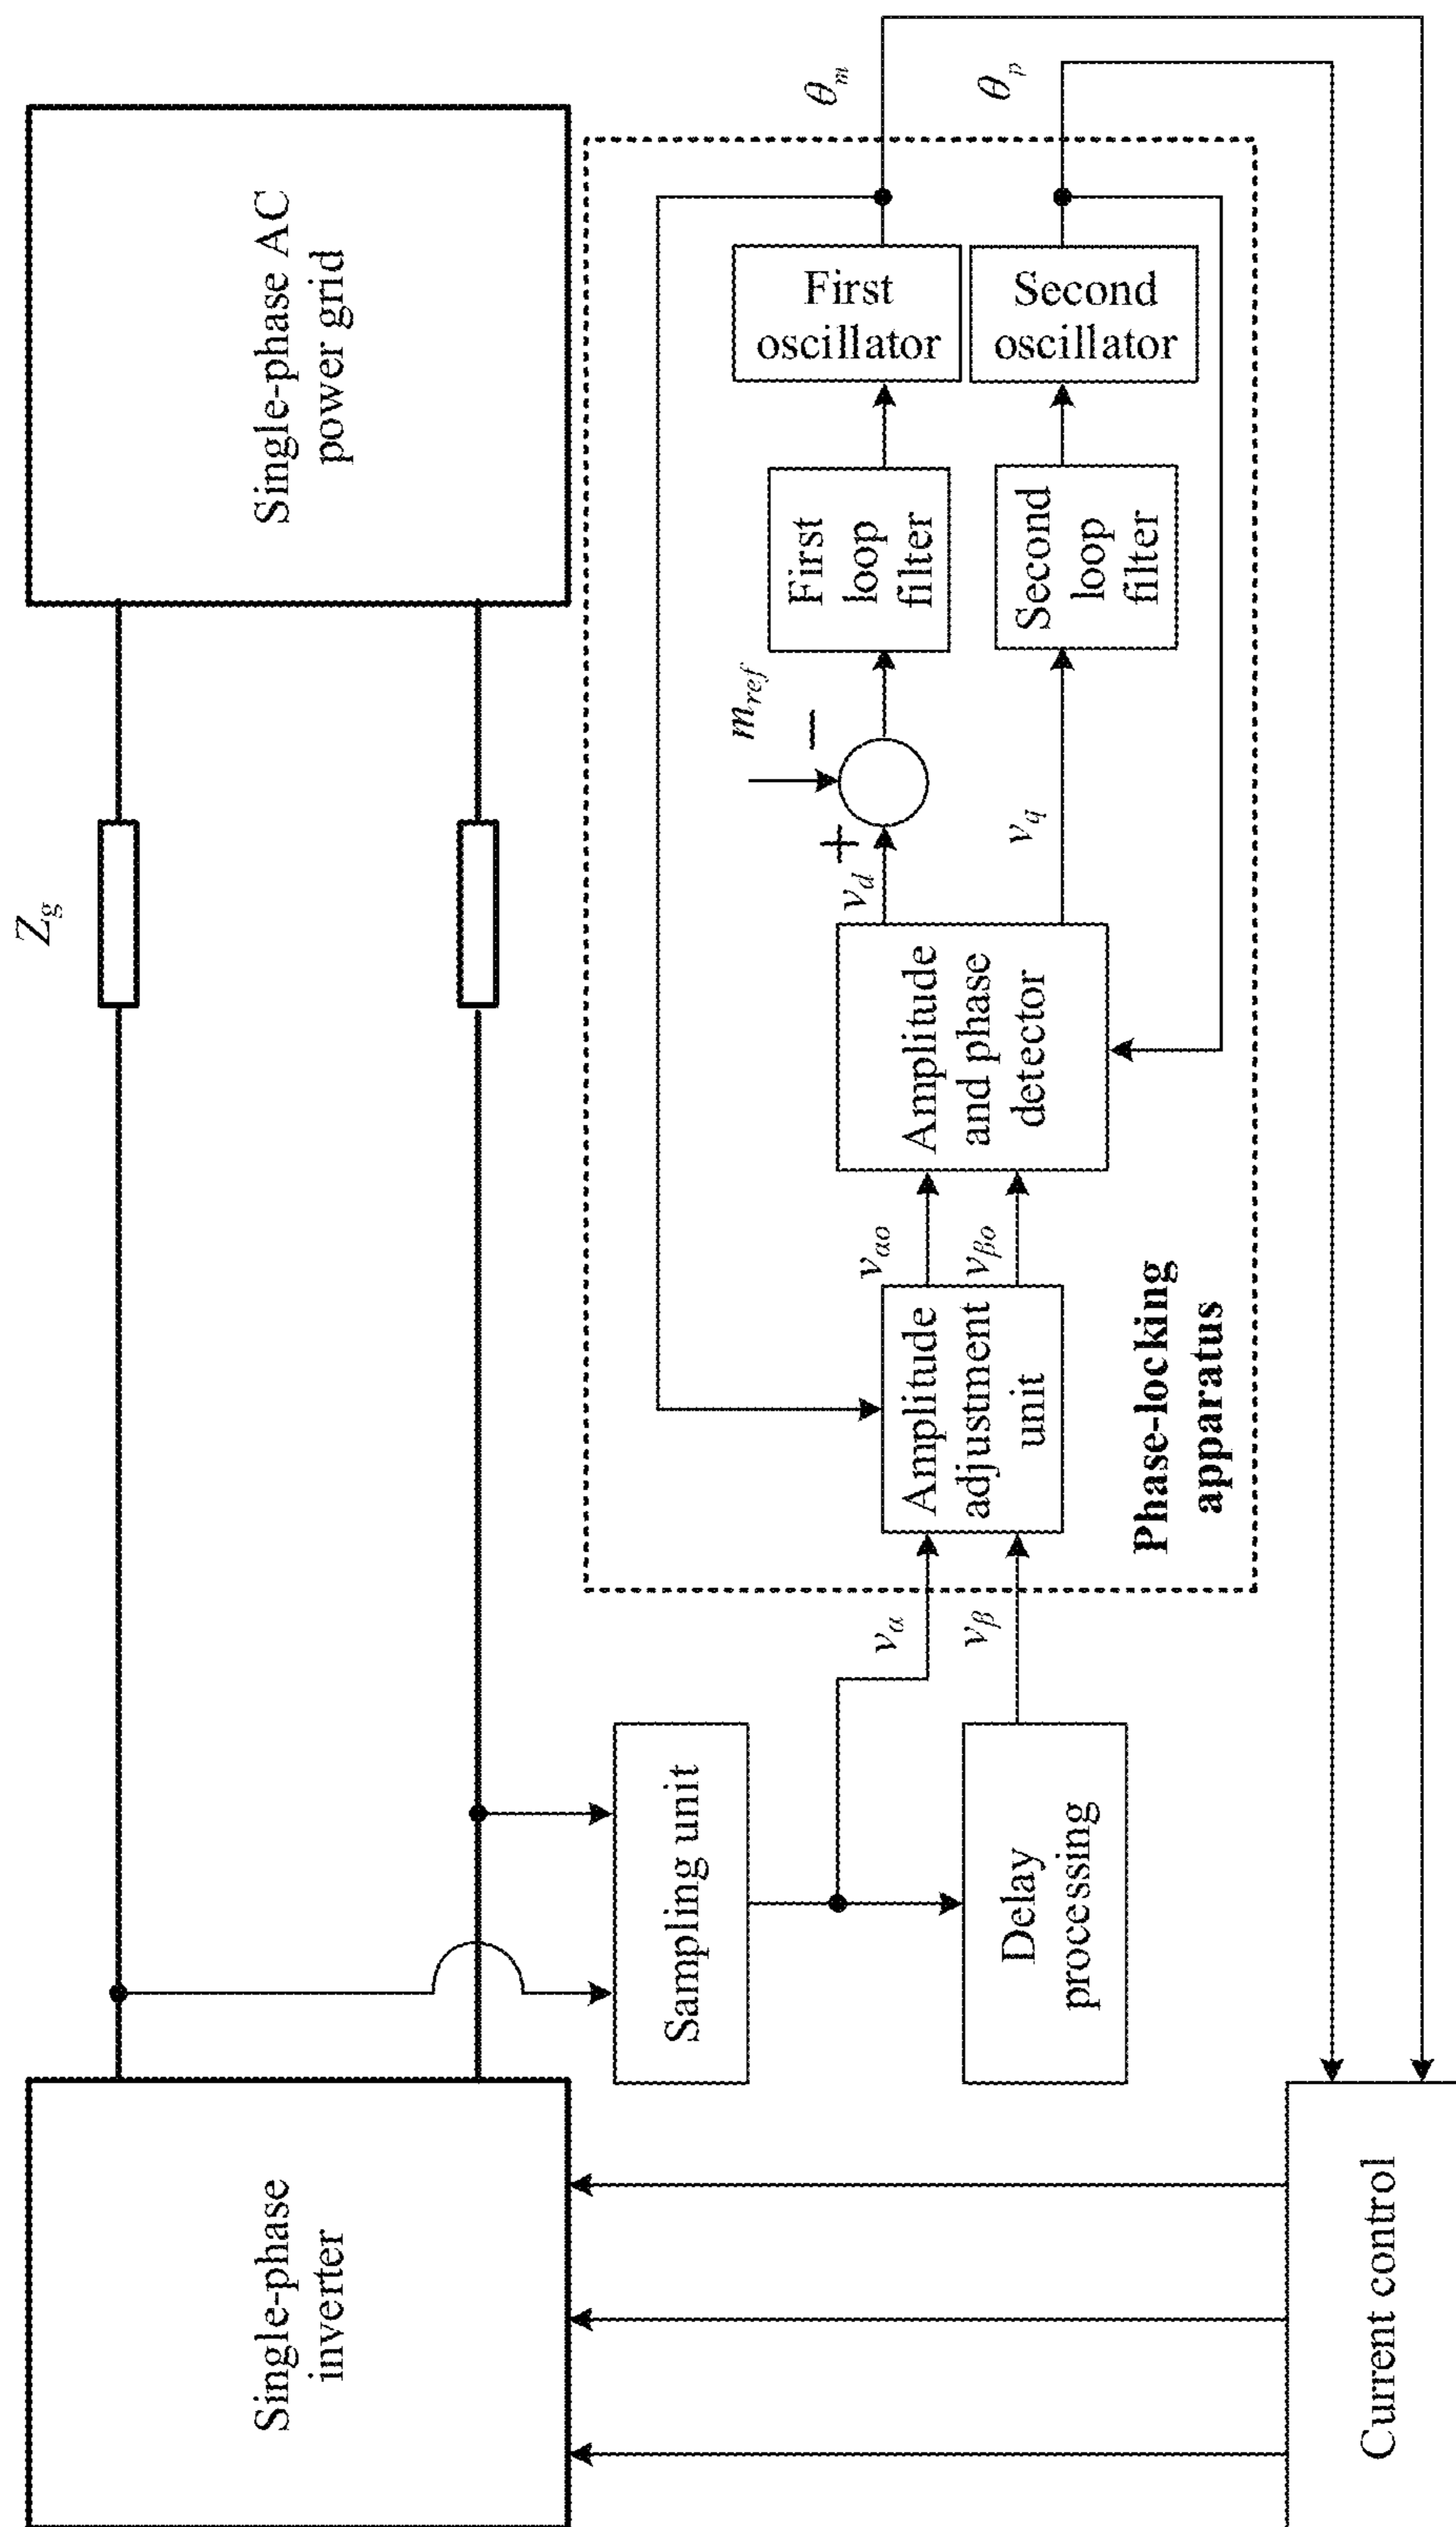 Single-phase
inverter
Z_g
Single-phase AC
power grid
Sampling unit
Delay
processing
v_α
v_β
Amplitude
adjustment
unit
v_αo
v_βo
Amplitude
and phase
detector
v_d
+
m_ref
−
v_q
First
loop
filter
Second
loop
filter
First
oscillator
Second
oscillator
θ_m
θ_p
Phase-locking
apparatus
Current control